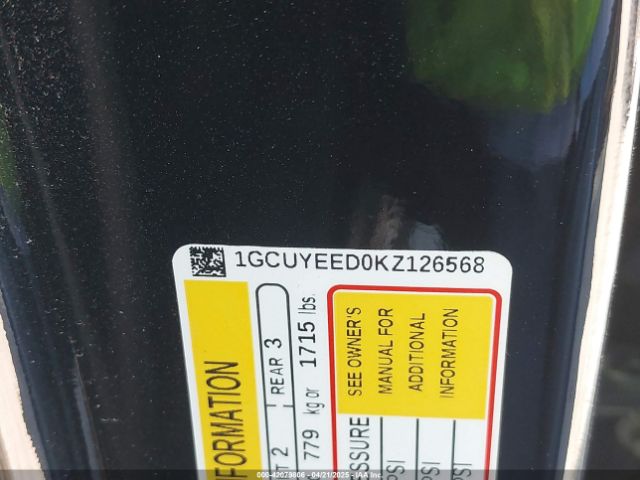 1GCUYEED0KZ126568
FORMATION
T 2 REAR 3
779 kg or 1715 lbs.
SEE OWNER'S
MANUAL FOR
ADDITIONAL
INFORMATION
SSURE
PSI
PSI
PSI
000-42079806 - 04/21/2025 - IAA, Inc.